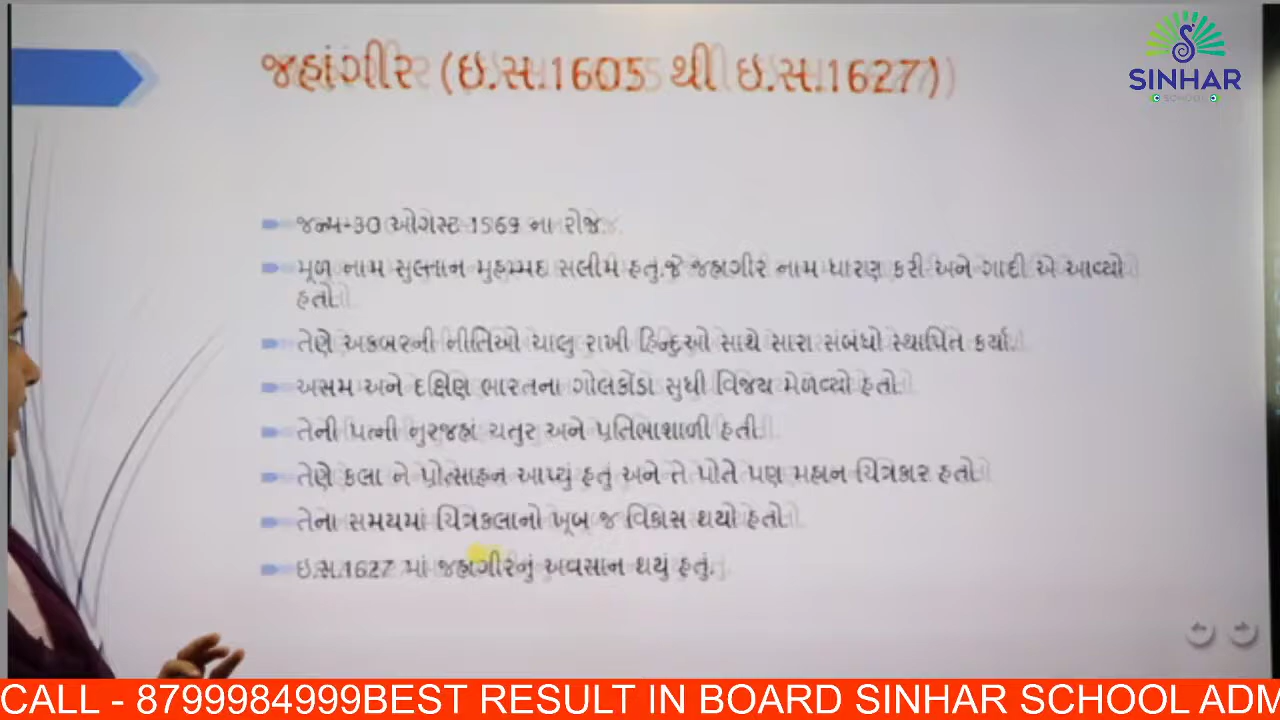 જહાંગીર (ઇ.સ.1605 થી ઇ.સ.1627)
SINHAR
SCHOOL
જન્મ-30 ઓગસ્ટ 1569 ના રોજ.
મૂળ નામ સુલ્તાન મુહમ્મદ સલીમ હતું.જે જહાગીર નામ ધારણ કરી અને ગાદી એ આવ્યો
હતો.
તેણે અકબરની નીતિઓ ચાલુ રાખી હિન્દુઓ સાથે સારા સંબંધો સ્થાપિત કર્યા.
અસમ અને દક્ષિણ ભારતના ગોલકોંડા સુધી વિજય મેળવ્યો હતો.
તેની પત્ની નુરજહાં ચતુર અને પ્રતિભાશાળી હતી.
તેણે કલા ને પ્રોત્સાહન આપ્યું હતું અને તે પોતે પણ મહાન ચિત્રકાર હતો
તેના સમયમાં ચિત્રકલાનો ખૂબ જ વિકાસ થયો હતો.
ઇ.સ.1627 માં જહાગીરનું અવસાન થયું હતું.
CALL - 8799984999BEST RESULT IN BOARD SINHAR SCHOOL ADM